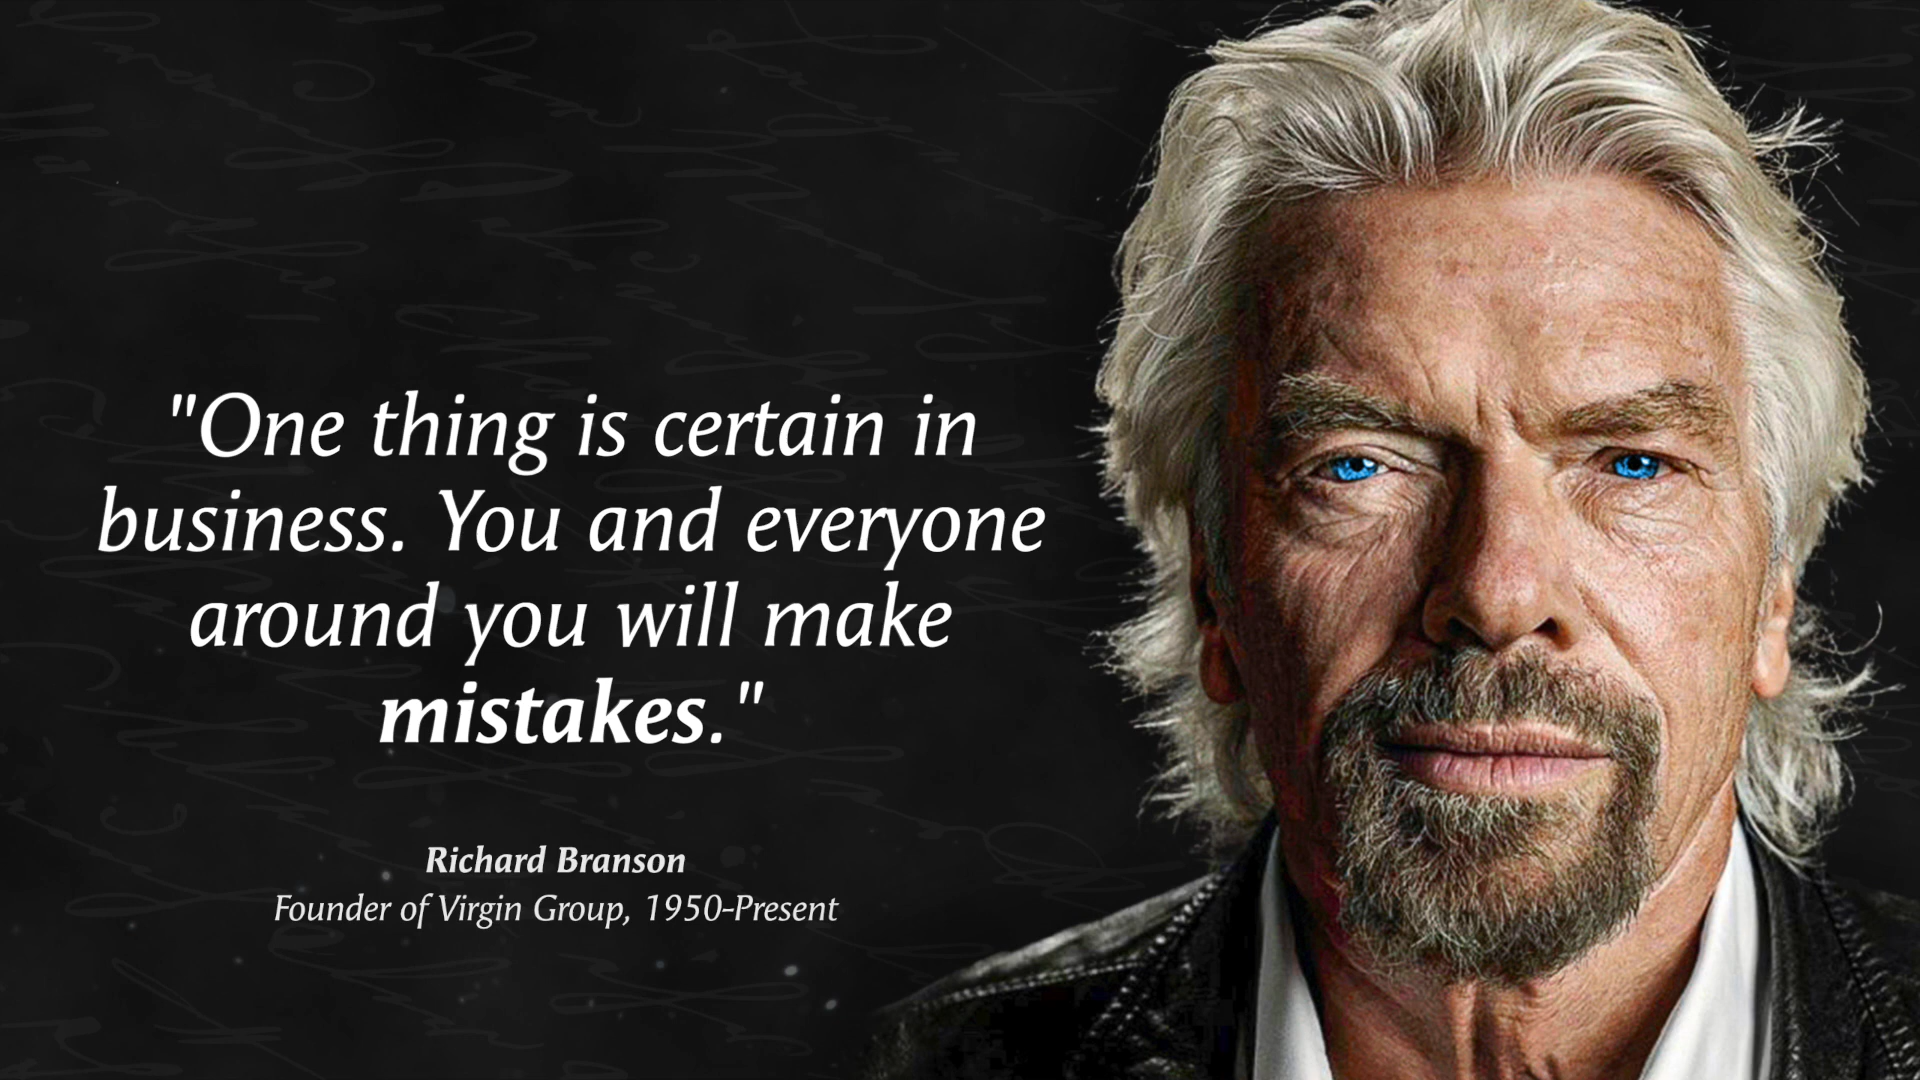 "One thing is certain in
business. You and everyone
around you will make
mistakes."
Richard Branson
Founder of Virgin Group, 1950-Present